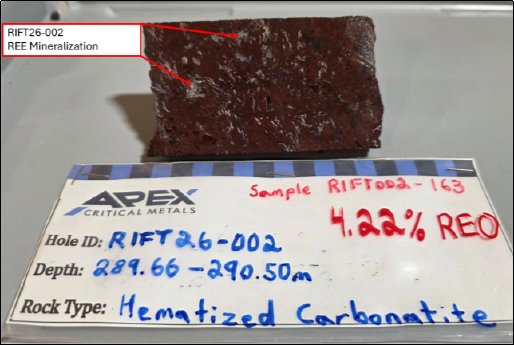 RIFT26-002
REE Mineralization
APEX
CRITICAL METALS
Sample RIFT002-163
4.22% REO
Hole ID: RIFT26-002
Depth: 289.66-290.50m
Rock Type: Hematized Carbonatite